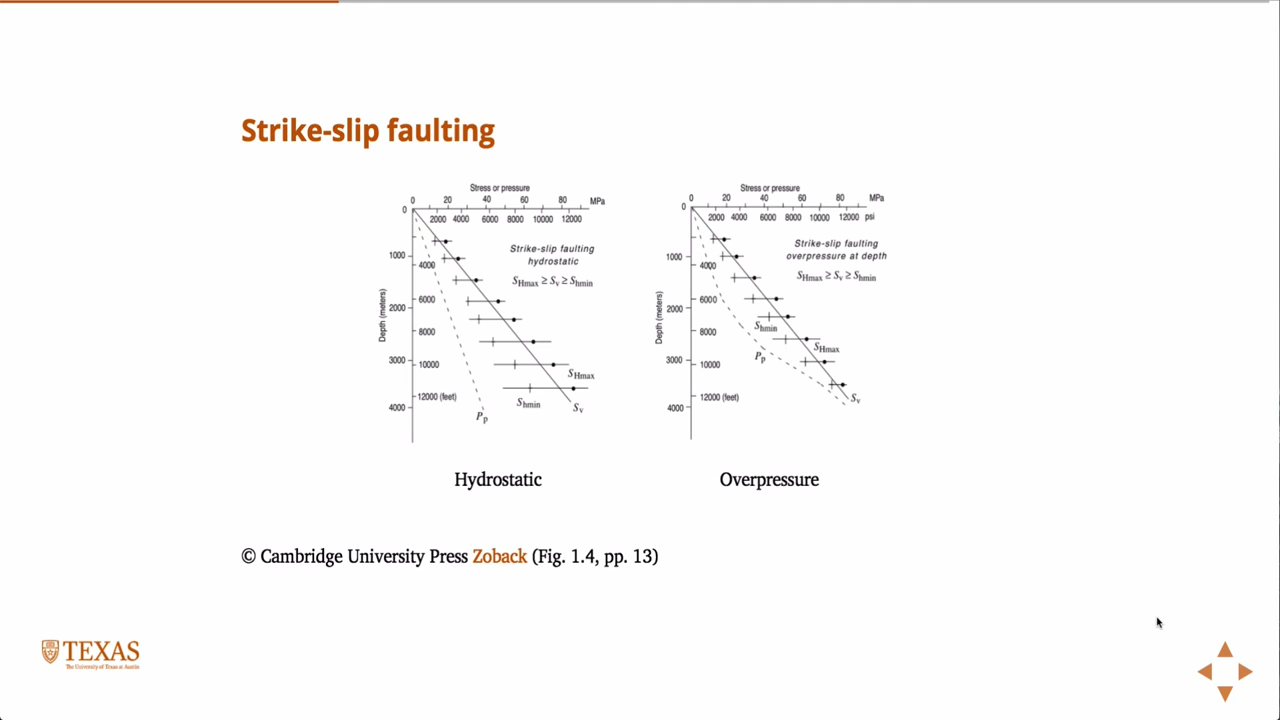 Strike-slip faulting
Stress or pressure
0 20 40 60 80 MPa
0 2000 4000 6000 8000 10000 12000
Strike-slip faulting
hydrostatic
SHmax ≥ Sv ≥ Shmin
1000
4000
6000
2000
8000
3000
10000
12000 (feet)
4000
Depth (meters)
SHmax
Shmin
Sv
Pp
Hydrostatic
Stress or pressure
0 20 40 60 80 MPa
0 2000 4000 6000 8000 10000 12000 psi
Strike-slip faulting
overpressure at depth
SHmax ≥ Sv ≥ Shmin
1000
4000
6000
2000
8000
3000
10000
12000 (feet)
4000
Depth (meters)
Shmin
SHmax
Pp
Sv
Overpressure
© Cambridge University Press Zoback (Fig. 1.4, pp. 13)
TEXAS
The University of Texas at Austin